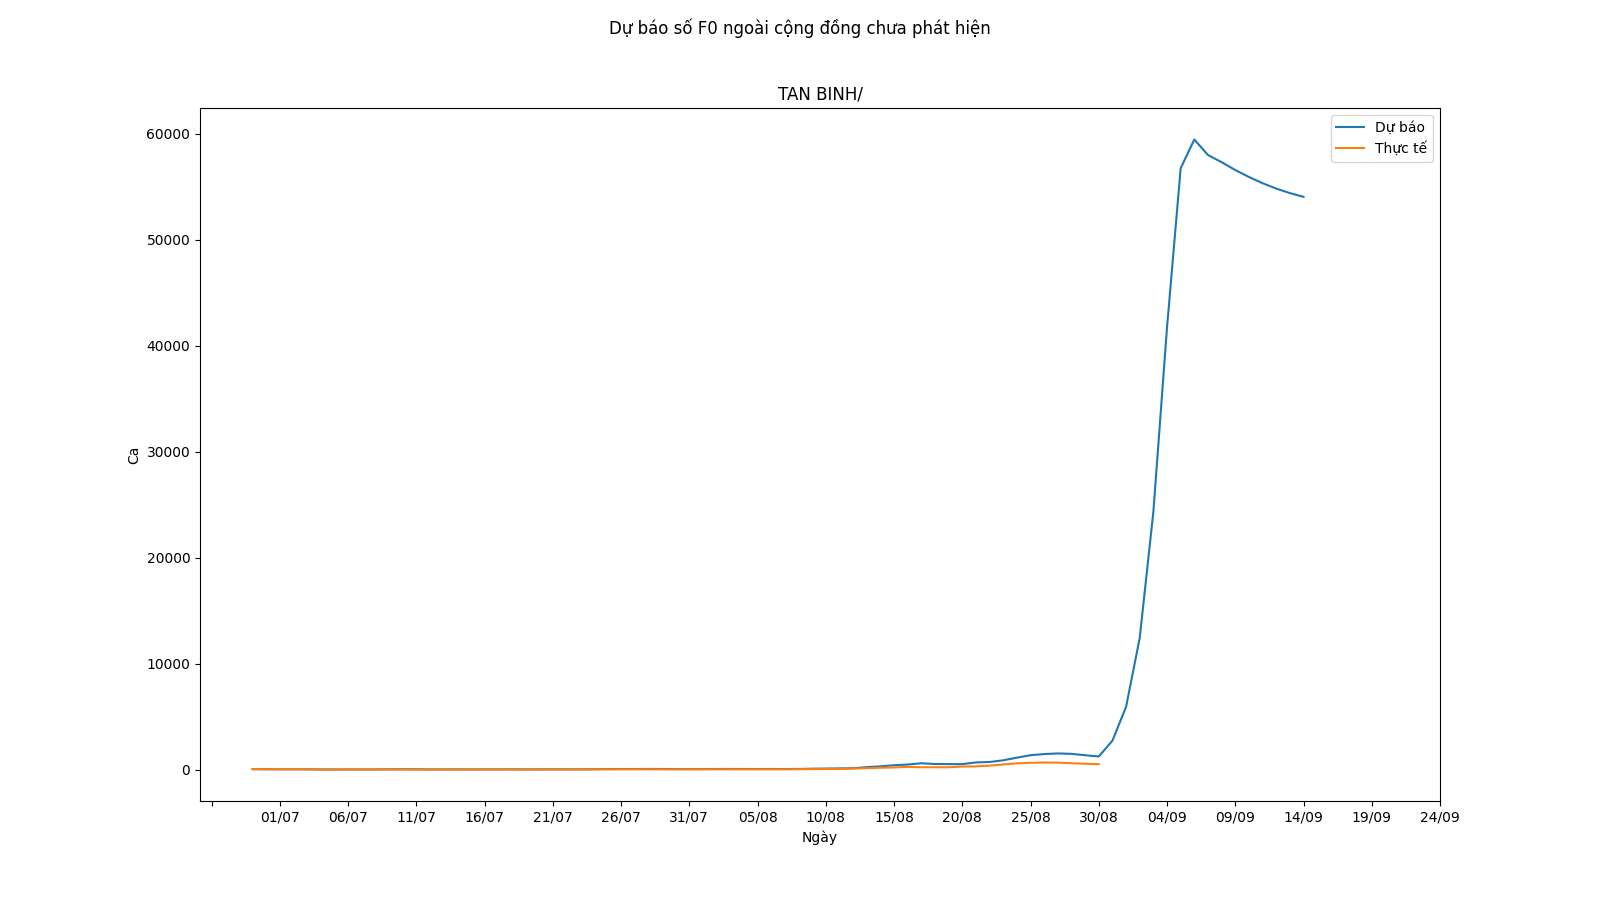 Dự báo số F0 ngoài cộng đồng chưa phát hiện
TAN BINH/
Dự báo
Thực tế
60000
50000
40000
30000
20000
10000
0
Ca
01/07 06/07 11/07 16/07 21/07 26/07 31/07 05/08 10/08 15/08 20/08 25/08 30/08 04/09 09/09 14/09 19/09 24/09
Ngày